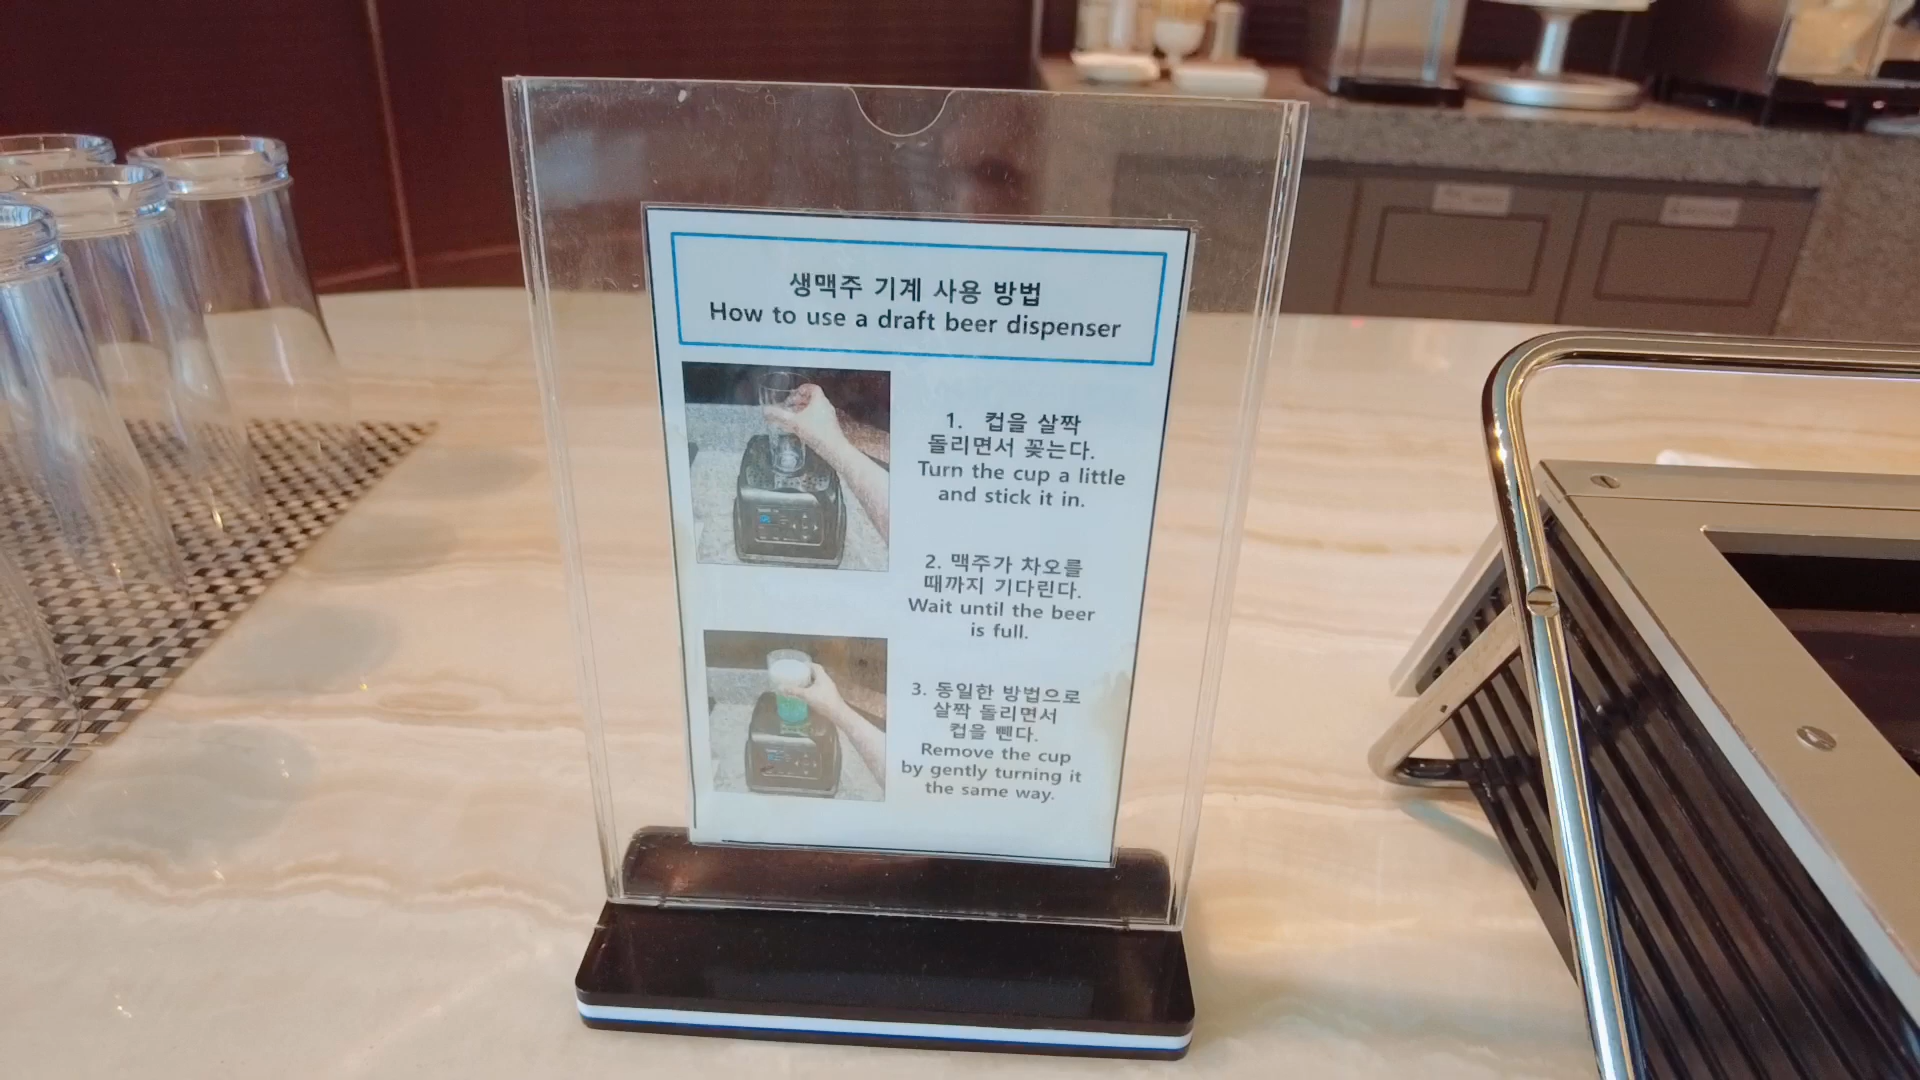 생맥주 기계 사용 방법
How to use a draft beer dispenser
1. 컵을 살짝
돌리면서 꽂는다.
Turn the cup a little
and stick it in.
2. 맥주가 차오를
때까지 기다린다.
Wait until the beer
is full.
3. 동일한 방법으로
살짝 돌리면서
컵을 뺀다.
Remove the cup
by gently turning it
the same way.